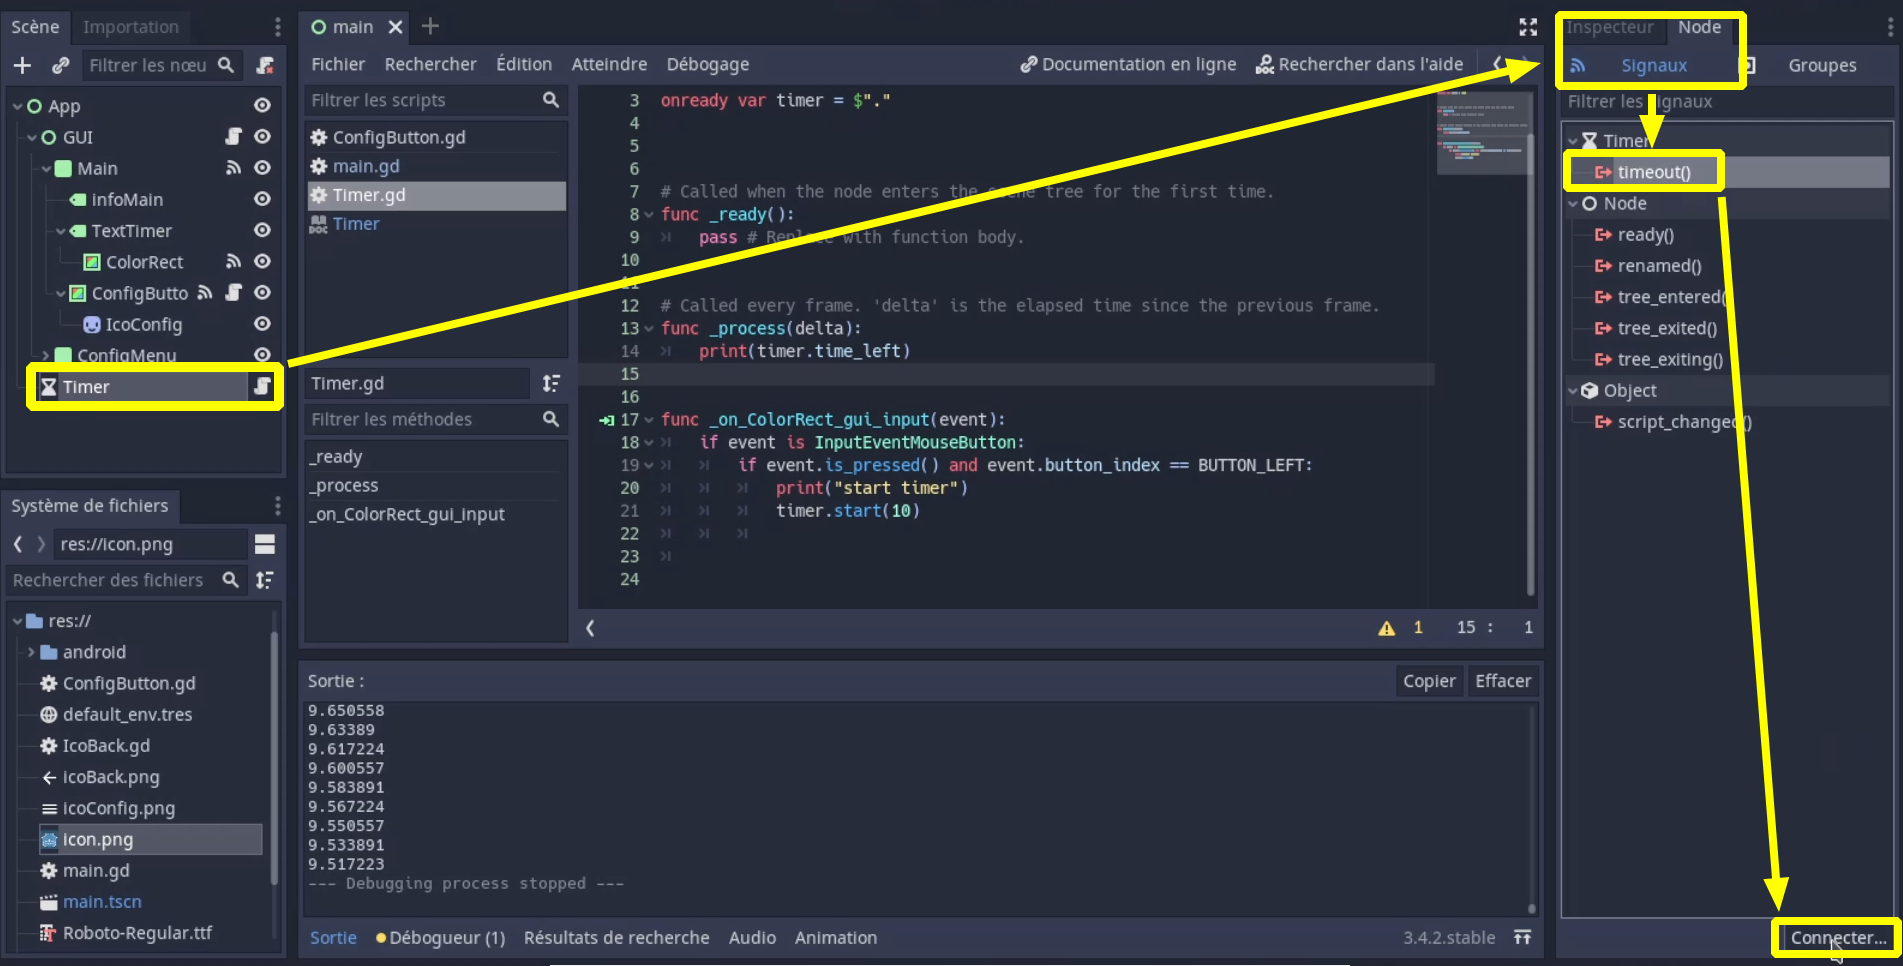 Scène Importation
Filtrer les nœu
App
GUI
Main
infoMain
TextTimer
ColorRect
ConfigButto
IcoConfig
ConfigMenu
Timer
Système de fichiers
res://icon.png
Rechercher des fichiers
res://
android
ConfigButton.gd
default_env.tres
IcoBack.gd
icoBack.png
icoConfig.png
icon.png
main.gd
main.tscn
Roboto-Regular.ttf
main
Fichier Rechercher Édition Atteindre Débogage Documentation en ligne Rechercher dans l'aide
Filtrer les scripts
ConfigButton.gd
main.gd
Timer.gd
DOC Timer
Timer.gd
Filtrer les méthodes
_ready
_process
_on_ColorRect_gui_input
3 onready var timer = $"."
4
5
6
7 # Called when the node enters the scene tree for the first time.
8 func _ready():
9 pass # Replace with function body.
10
11
12 # Called every frame. 'delta' is the elapsed time since the previous frame.
13 func _process(delta):
14 print(timer.time_left)
15
16
17 func _on_ColorRect_gui_input(event):
18 if event is InputEventMouseButton:
19 if event.is_pressed() and event.button_index == BUTTON_LEFT:
20 print("start timer")
21 timer.start(10)
22
23
24
1 15 : 1
Sortie : Copier Effacer
9.650558
9.63389
9.617224
9.600557
9.583891
9.567224
9.550557
9.533891
9.517223
--- Debugging process stopped ---
Sortie Débogueur (1) Résultats de recherche Audio Animation 3.4.2.stable
Inspecteur Node
Signaux Groupes
Filtrer les signaux
Timer
timeout()
Node
ready()
renamed()
tree_entered()
tree_exited()
tree_exiting()
Object
script_changed()
Connecter...